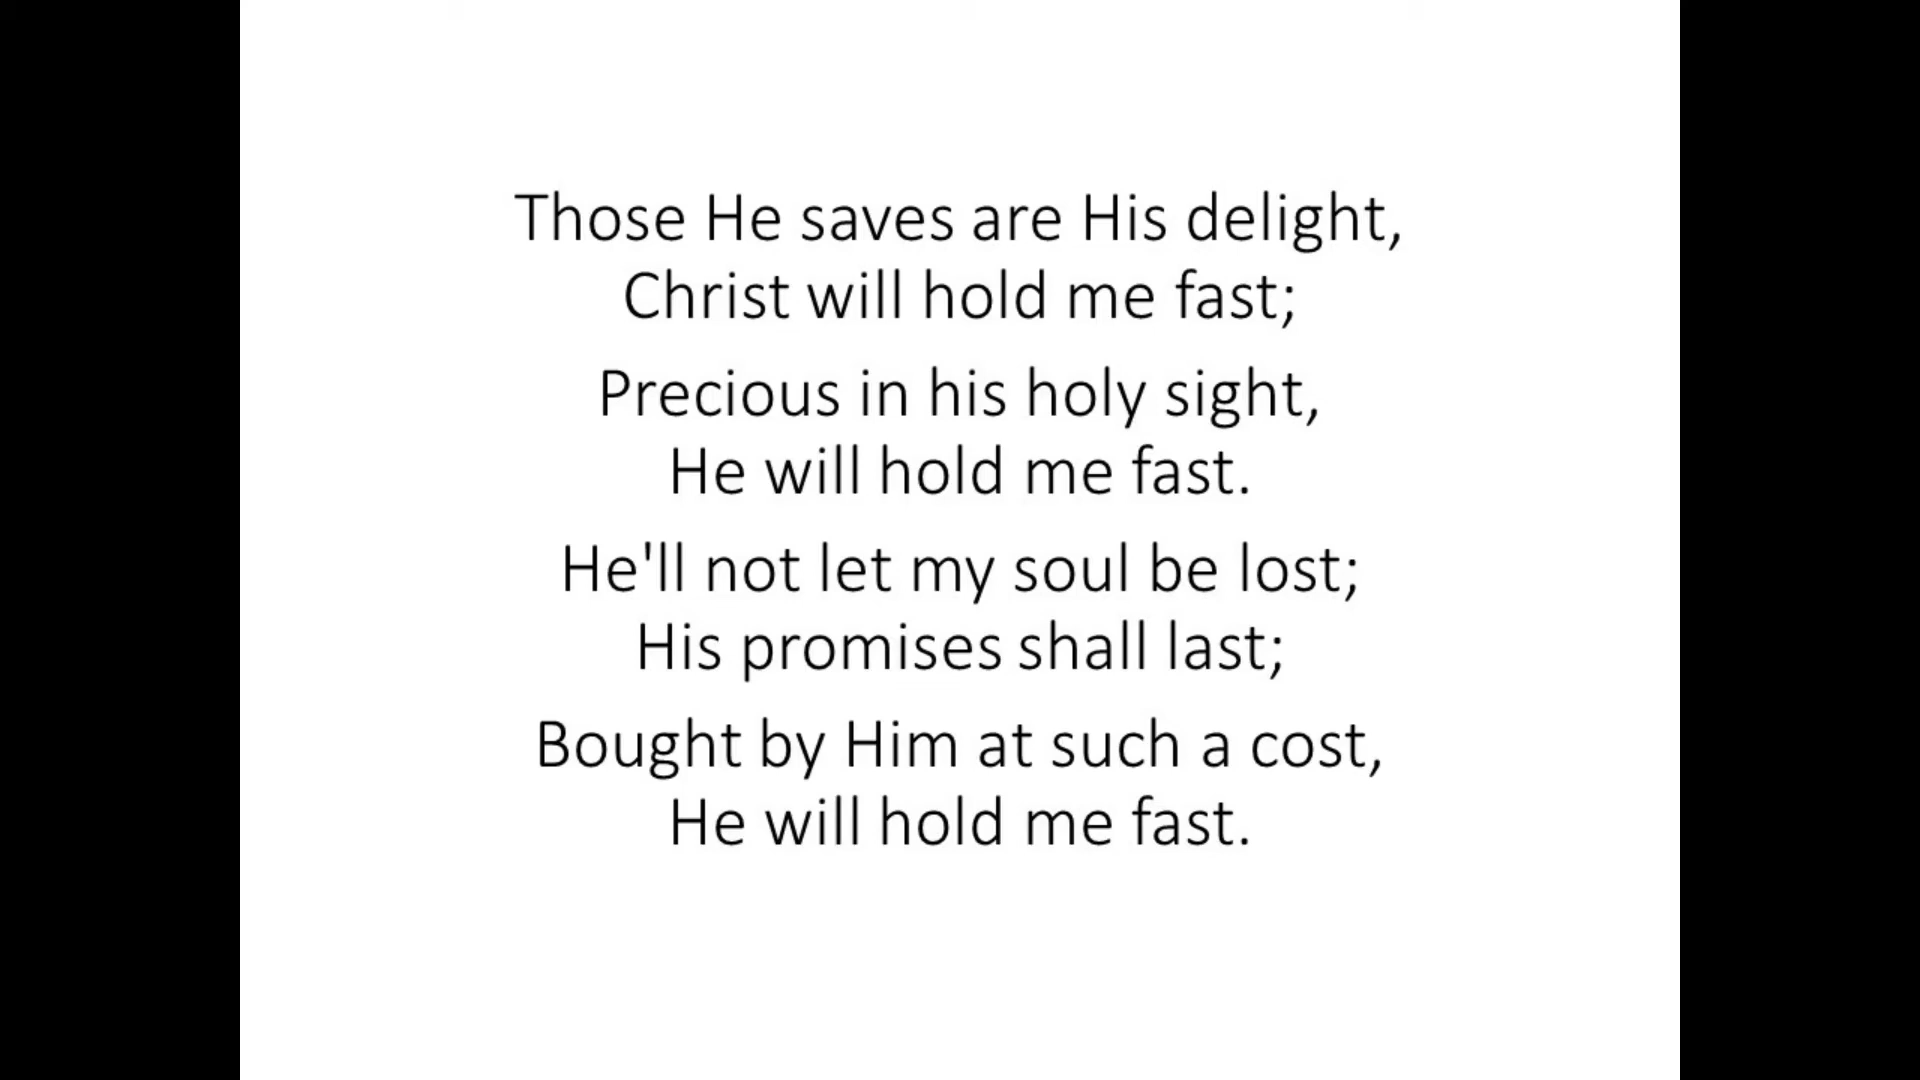 Those He saves are His delight,
Christ will hold me fast;
Precious in his holy sight,
He will hold me fast.
He'll not let my soul be lost;
His promises shall last;
Bought by Him at such a cost,
He will hold me fast.